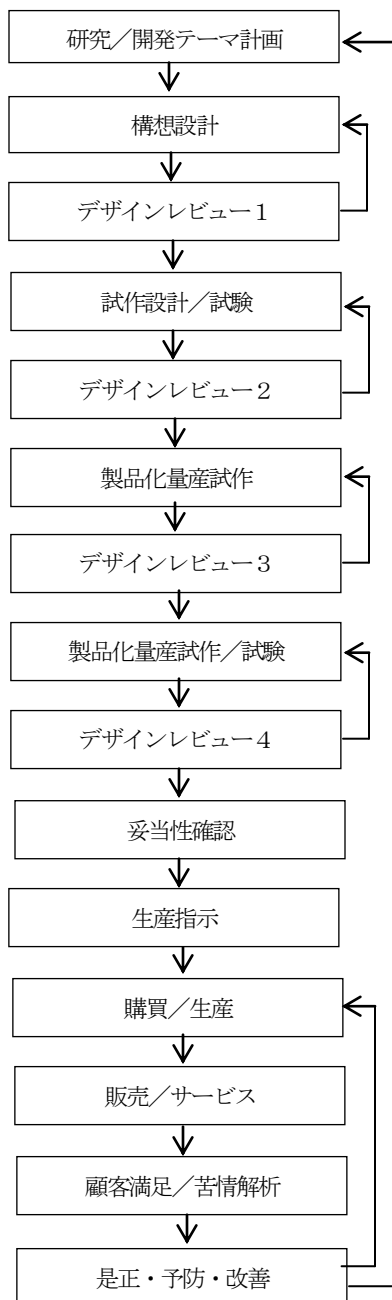 研究／開発テーマ計画
構想設計
デザインレビュー１
試作設計／試験
デザインレビュー２
製品化量産試作
デザインレビュー３
製品化量産試作／試験
デザインレビュー４
妥当性確認
生産指示
購買／生産
販売／サービス
顧客満足／苦情解析
是正・予防・改善